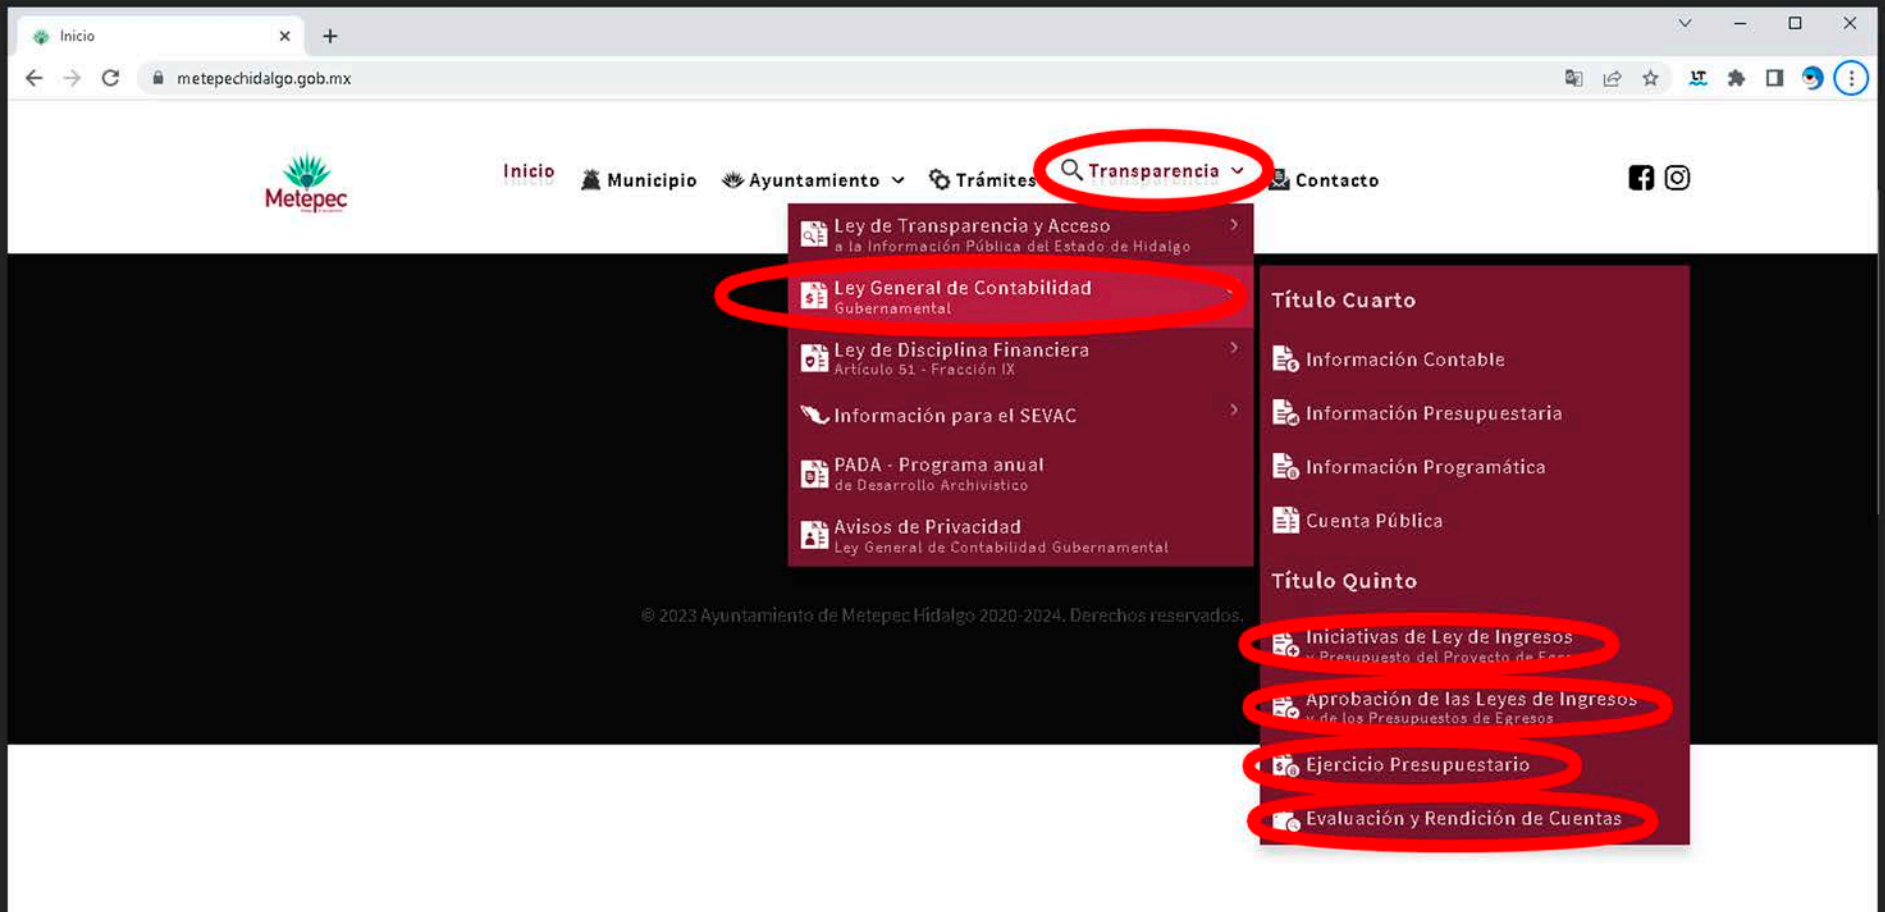 Inicio
metepechidalgo.gob.mx
Metepec
Inicio
Municipio
Ayuntamiento
Trámites
Transparencia
Contacto
Ley de Transparencia y Acceso
a la Información Pública del Estado de Hidalgo
Ley General de Contabilidad
Gubernamental
Ley de Disciplina Financiera
Artículo 51 - Fracción IX
Información para el SEVAC
PADA - Programa anual
de Desarrollo Archivístico
Avisos de Privacidad
Ley General de Contabilidad Gubernamental
Título Cuarto
Información Contable
Información Presupuestaria
Información Programática
Cuenta Pública
Título Quinto
Iniciativas de Ley de Ingresos
y Presupuesto del Proyecto de
Aprobación de las Leyes de Ingresos
y de los Presupuestos de Egresos
Ejercicio Presupuestario
Evaluación y Rendición de Cuentas
© 2023 Ayuntamiento de Metepec Hidalgo 2020-2024. Derechos reservados.